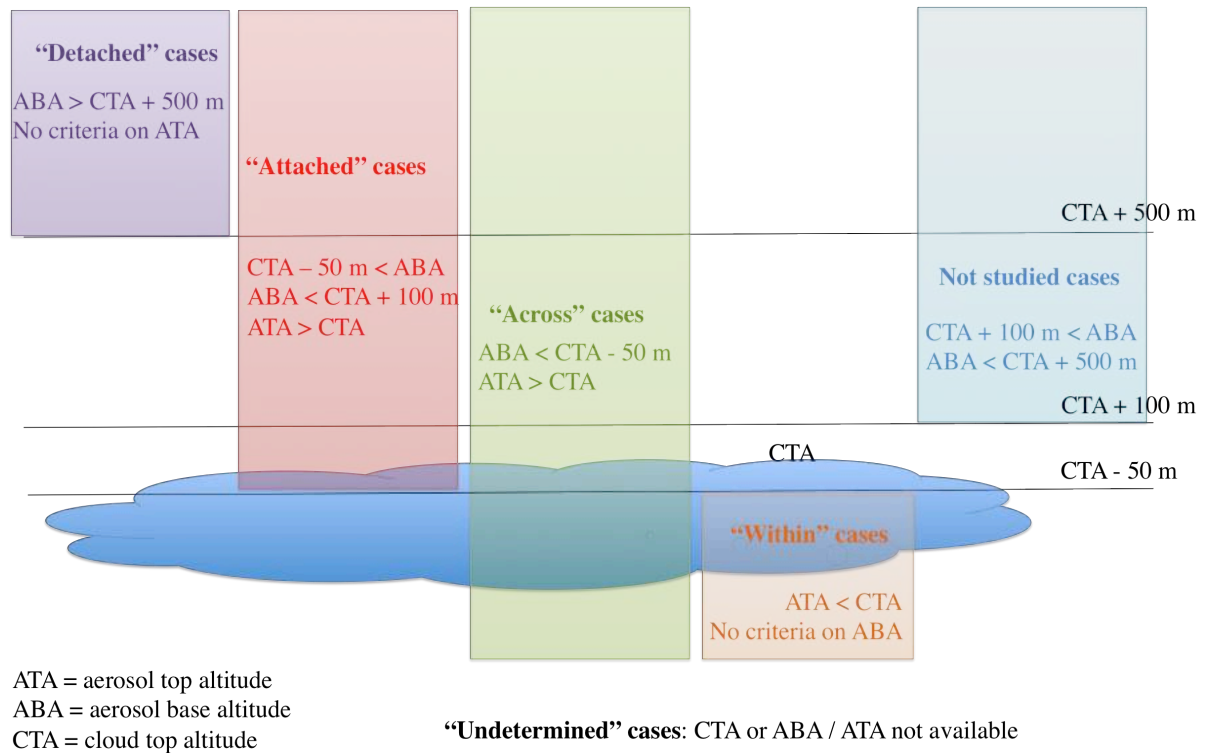 “Detached” cases
ABA > CTA + 500 m
No criteria on ATA
“Attached” cases
CTA – 50 m < ABA
ABA < CTA + 100 m
ATA > CTA
“Across” cases
ABA < CTA - 50 m
ATA > CTA
CTA + 500 m
Not studied cases
CTA + 100 m < ABA
ABA < CTA + 500 m
CTA + 100 m
CTA
CTA - 50 m
“Within” cases
ATA < CTA
No criteria on ABA
ATA = aerosol top altitude
ABA = aerosol base altitude
CTA = cloud top altitude
“Undetermined” cases: CTA or ABA / ATA not available